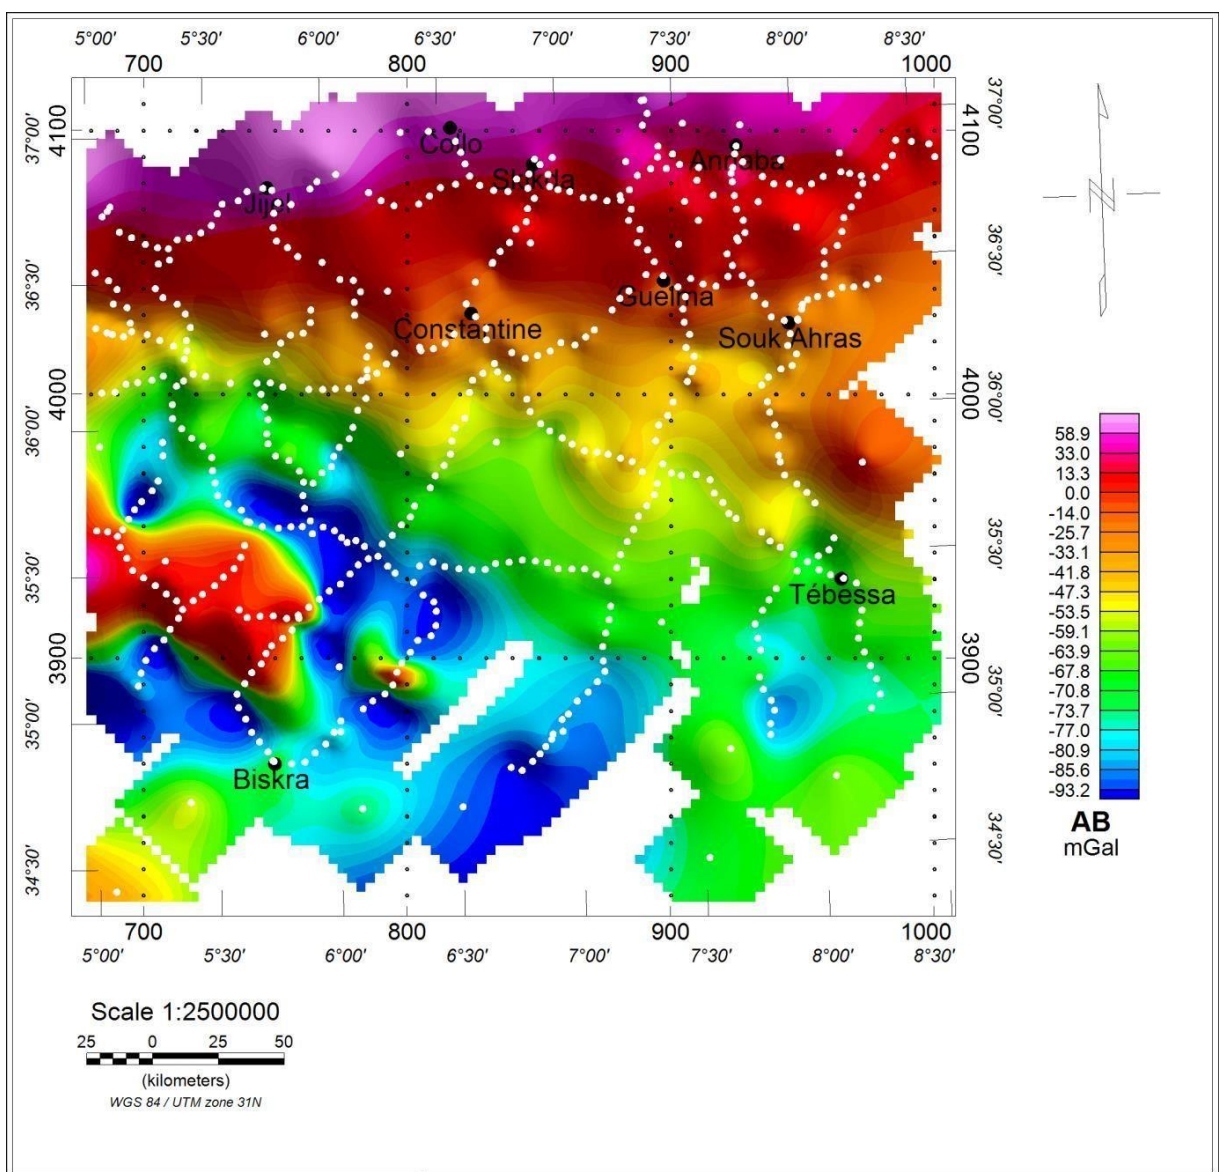 5°00' 5°30' 6°00' 6°30' 7°00' 7°30' 8°00' 8°30'
700 800 900 1000
37°00' 4100 4100 37°00'
Collo
Annaba
Skikda
Jijel
36°30' 36°30'
Guelma
Constantine
Souk Ahras
36°00' 4000 4000 36°00'
58.9
33.0
13.3
0.0
-14.0
-25.7
-33.1
-41.8
-47.3
-53.5
-59.1
-63.9
-67.8
-70.8
-73.7
-77.0
-80.9
-85.6
-93.2
AB
mGal
35°30' 35°30'
Tébessa
3900 3900
35°00' 35°00'
Biskra
34°30' 34°30'
700 800 900 1000
5°00' 5°30' 6°00' 6°30' 7°00' 7°30' 8°00' 8°30'
Scale 1:2500000
25 0 25 50
(kilometers)
WGS 84 / UTM zone 31N
N